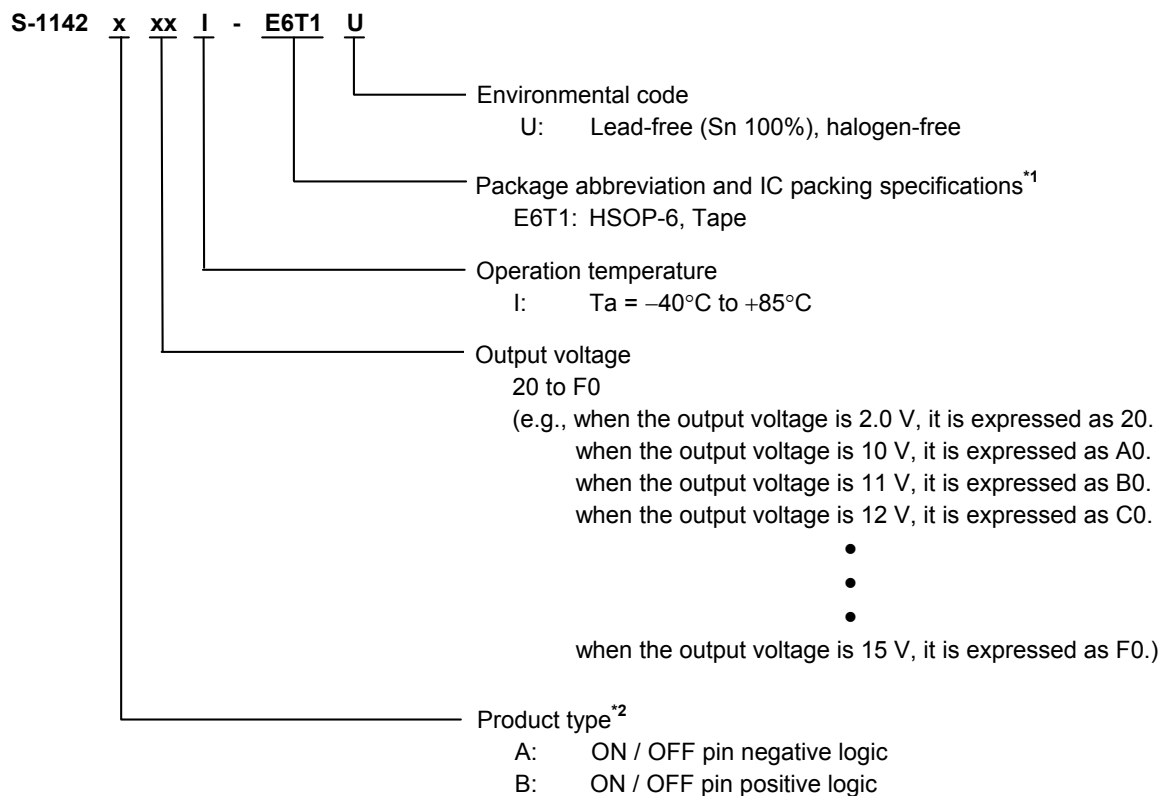 S-1142 x xx I - E6T1 U
Environmental code
U: Lead-free (Sn 100%), halogen-free
Package abbreviation and IC packing specifications*1
E6T1: HSOP-6, Tape
Operation temperature
I: Ta = −40°C to +85°C
Output voltage
20 to F0
(e.g., when the output voltage is 2.0 V, it is expressed as 20.
when the output voltage is 10 V, it is expressed as A0.
when the output voltage is 11 V, it is expressed as B0.
when the output voltage is 12 V, it is expressed as C0.
•
•
•
when the output voltage is 15 V, it is expressed as F0.)
Product type*2
A: ON / OFF pin negative logic
B: ON / OFF pin positive logic